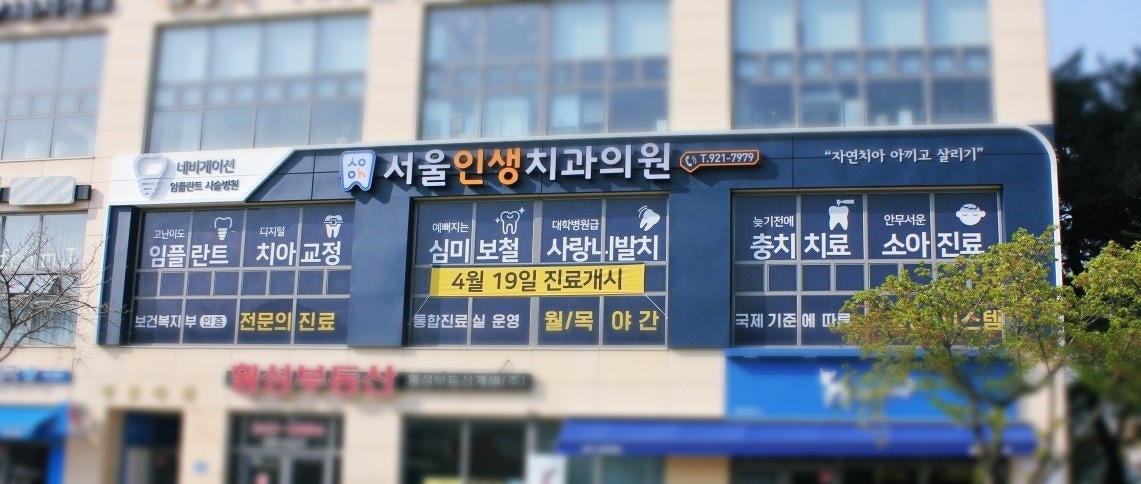 네비게이션
임플란트 시술병원
서울인생치과의원
T.921-7979
"자연치아 아끼고 살리기"
고난이도
임플란트
디지털
치아교정
예뻐지는
심미보철
대학병원급
사랑니발치
늦기전에
충치치료
안무서운
소아진료
4월 19일 진료개시
보건복지부 인증 전문의 진료
통합진료실 운영 월/목 야간
국제기준에 따른
횡성부동산
횡성부동산개발(주)